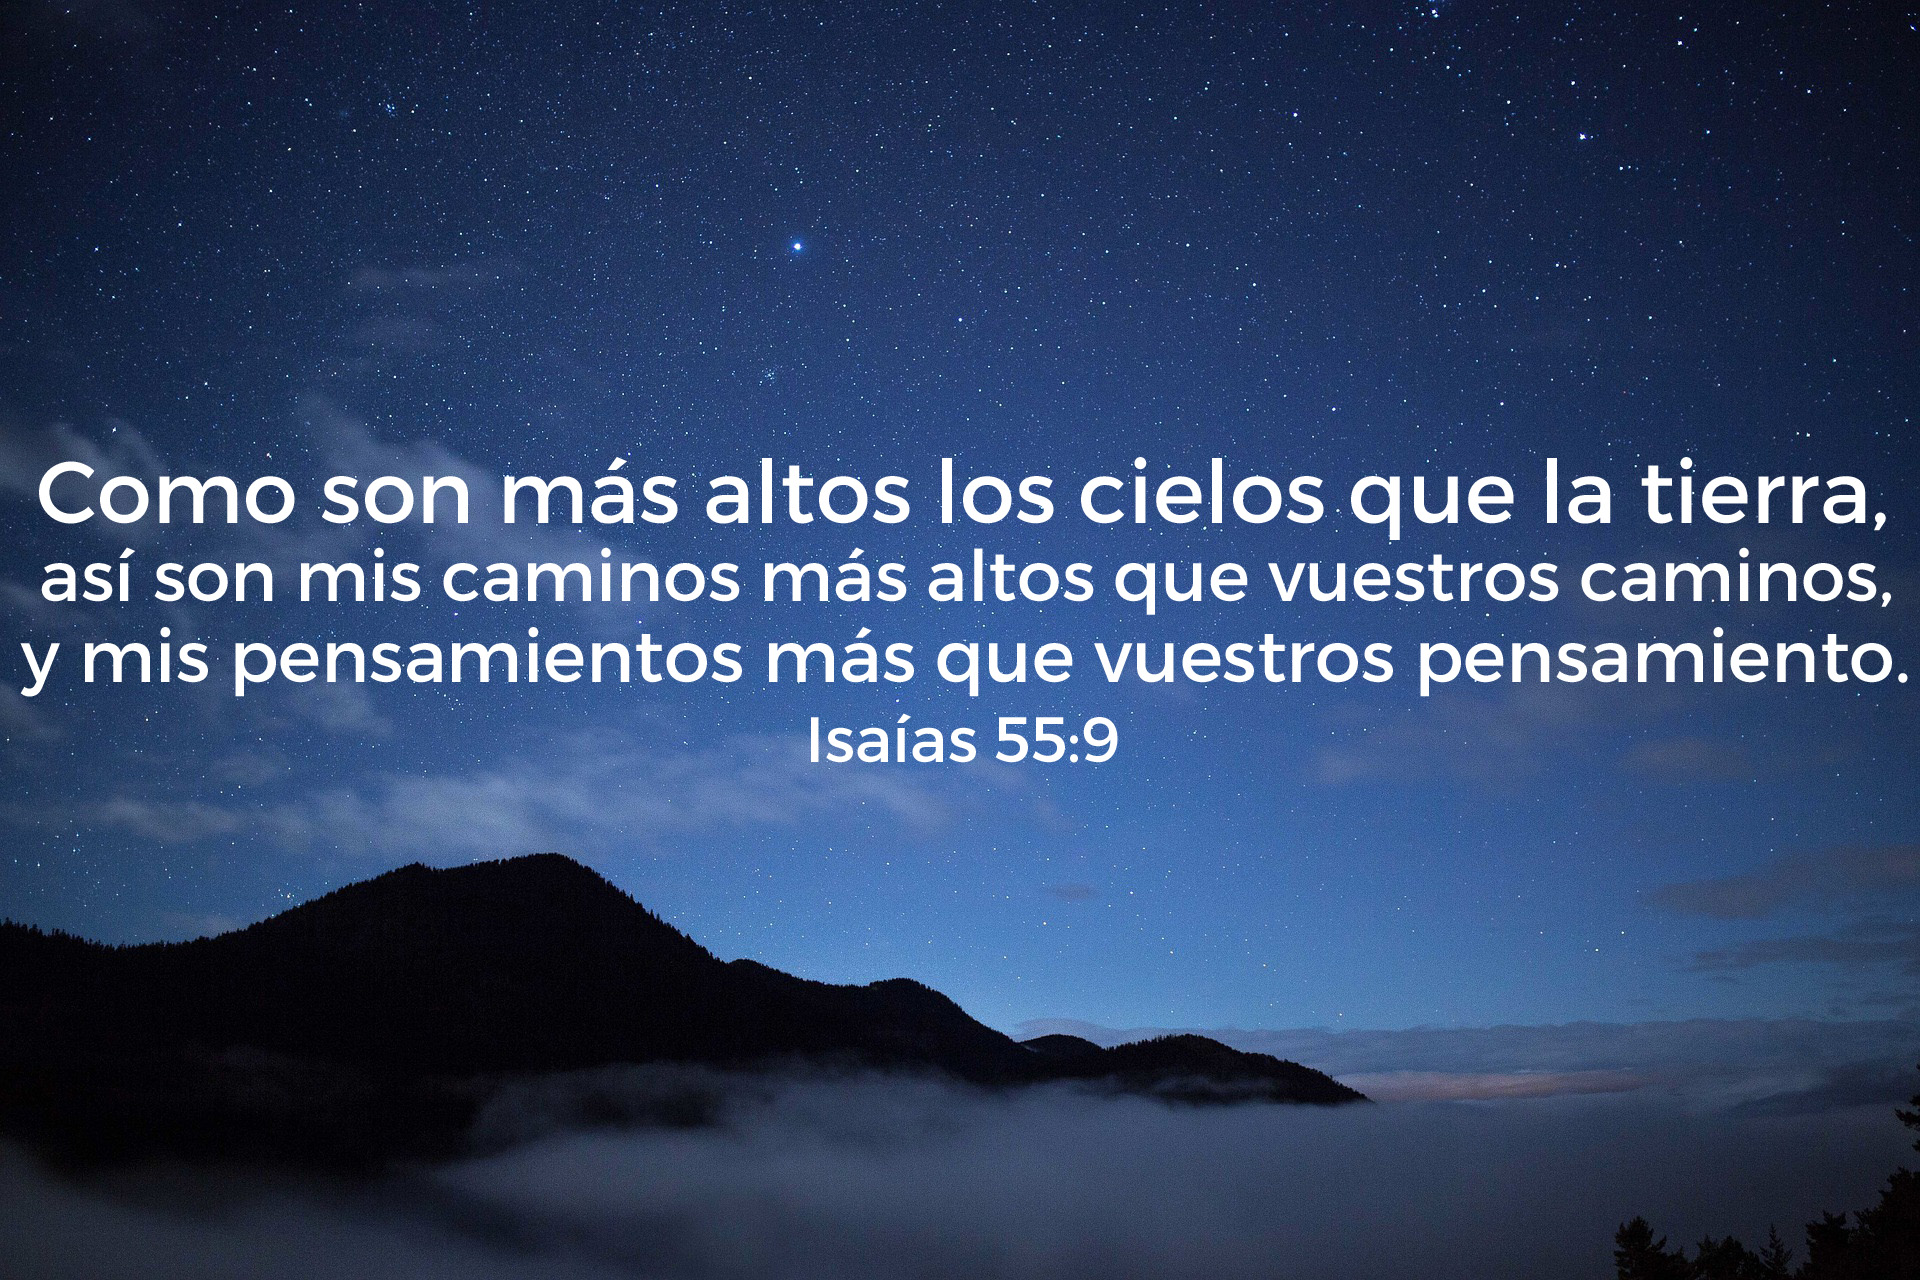 Como son más altos los cielos que la tierra,
así son mis caminos más altos que vuestros caminos,
y mis pensamientos más que vuestros pensamiento.
Isaías 55:9